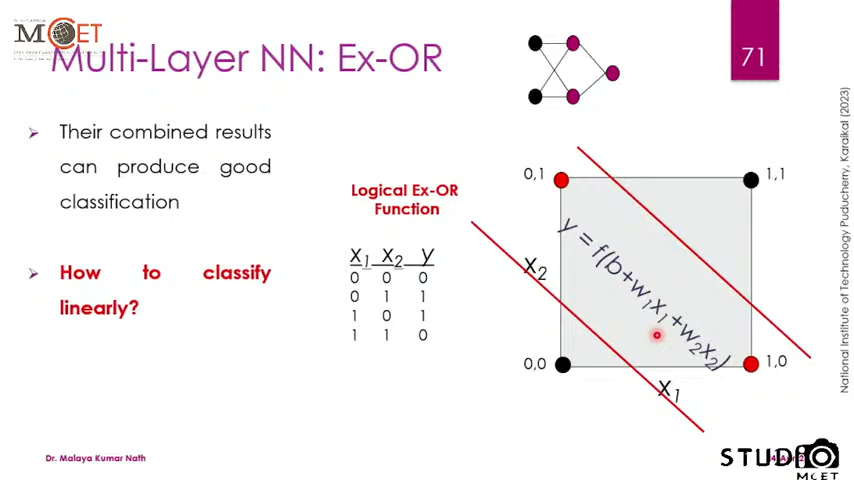 MCET
Multi-Layer NN: Ex-OR
71
Their combined results
can produce good
classification
How to classify
linearly?
Logical Ex-OR
Function
x1 x2 y
0 0 0
0 1 1
1 0 1
1 1 0
0,1
1,1
x2
y = f(b+w1x1+w2x2)
0,0
1,0
x1
National Institute of Technology Puducherry, Karaikal (2023)
Dr. Malaya Kumar Nath
STUDIO
MCET